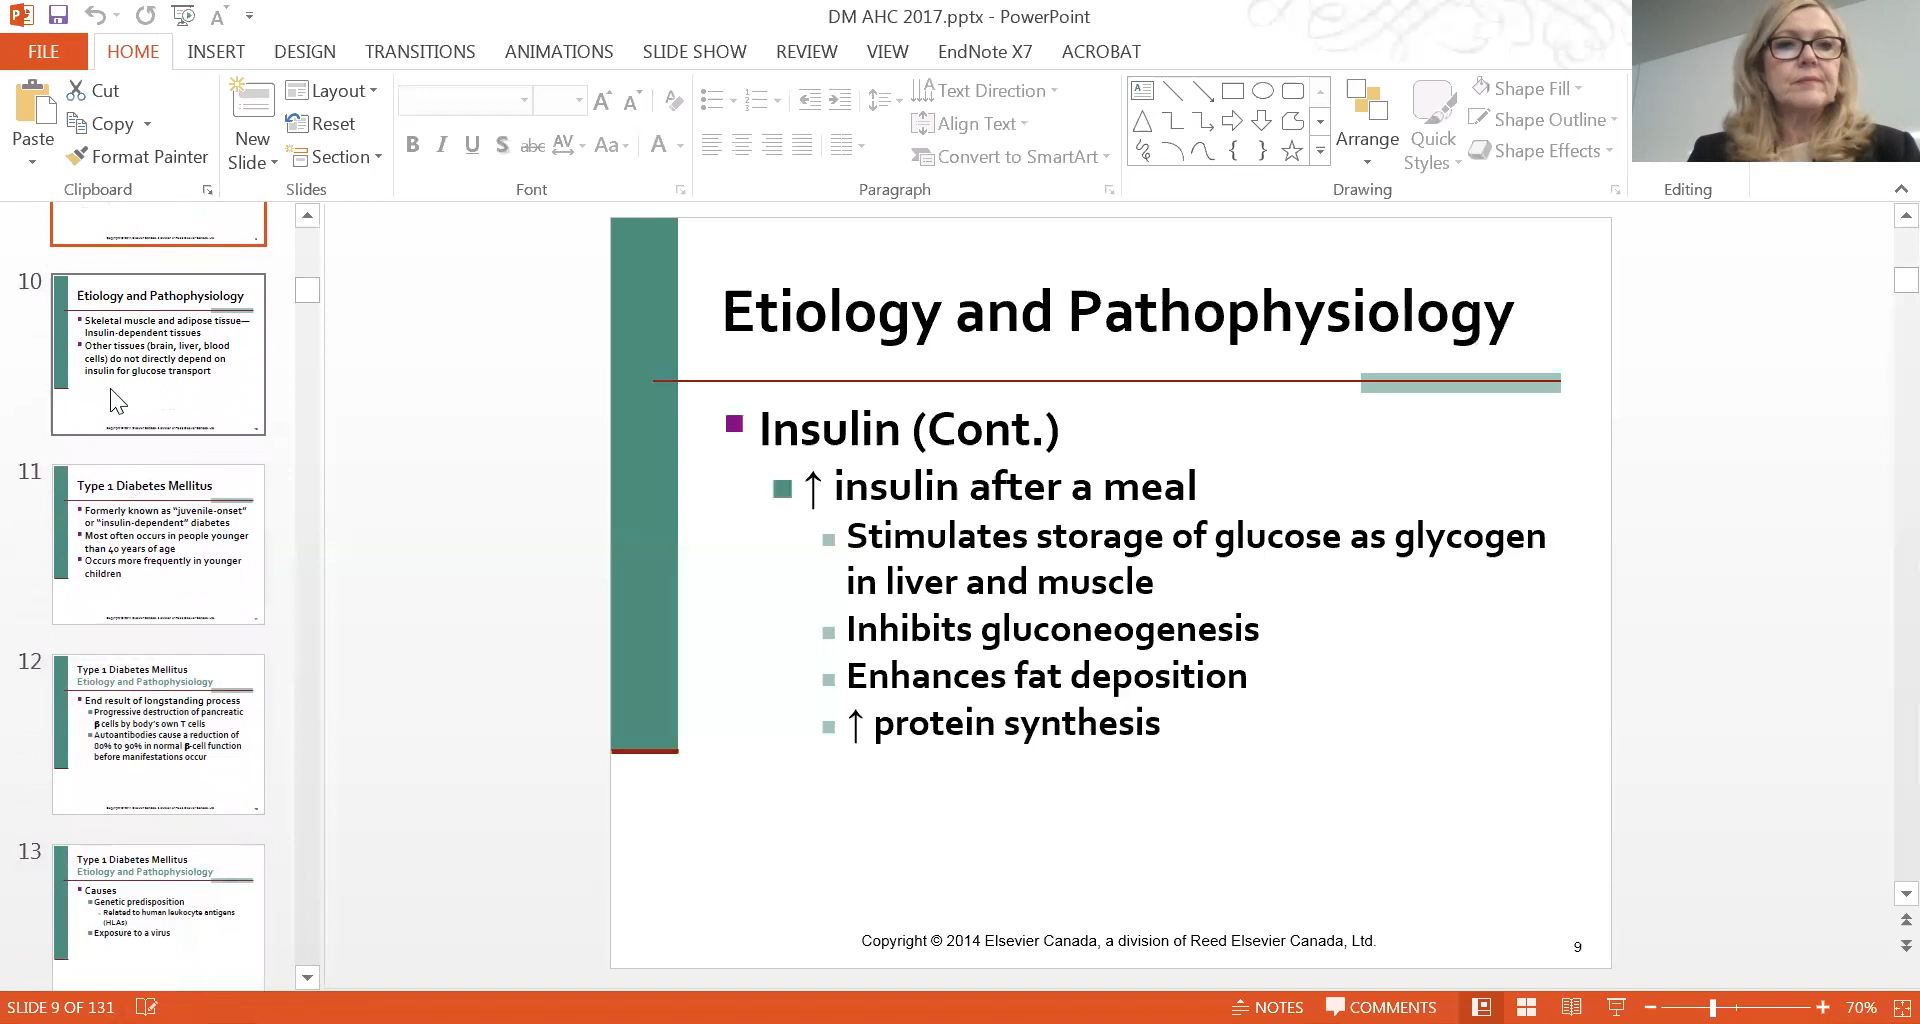 DM AHC 2017.pptx - PowerPoint
FILE
HOME
INSERT
DESIGN
TRANSITIONS
ANIMATIONS
SLIDE SHOW
REVIEW
VIEW
EndNote X7
ACROBAT
Paste
Cut
Copy
Format Painter
Clipboard
New
Slide
Layout
Reset
Section
Slides
B I U S abc AV Aa A
Font
Text Direction
Align Text
Convert to SmartArt
Paragraph
Arrange
Quick
Styles
Shape Fill
Shape Outline
Shape Effects
Drawing
Editing
10
Etiology and Pathophysiology
Skeletal muscle and adipose tissue—
Insulin-dependent tissues
Other tissues (brain, liver, blood
cells) do not directly depend on
insulin for glucose transport
11
Type 1 Diabetes Mellitus
Formerly known as “juvenile-onset”
or “insulin-dependent” diabetes
Most often occurs in people younger
than 40 years of age
Occurs more frequently in younger
children
12
Type 1 Diabetes Mellitus
Etiology and Pathophysiology
End result of longstanding process
Progressive destruction of pancreatic
β cells by body’s own T cells
Autoantibodies cause a reduction of
80% to 90% in normal β-cell function
before manifestations occur
13
Type 1 Diabetes Mellitus
Etiology and Pathophysiology
Causes
Genetic predisposition
Related to human leukocyte antigens
(HLAs)
Exposure to a virus
Etiology and Pathophysiology
Insulin (Cont.)
↑ insulin after a meal
Stimulates storage of glucose as glycogen
in liver and muscle
Inhibits gluconeogenesis
Enhances fat deposition
↑ protein synthesis
Copyright © 2014 Elsevier Canada, a division of Reed Elsevier Canada, Ltd.
9
SLIDE 9 OF 131
NOTES
COMMENTS
70%